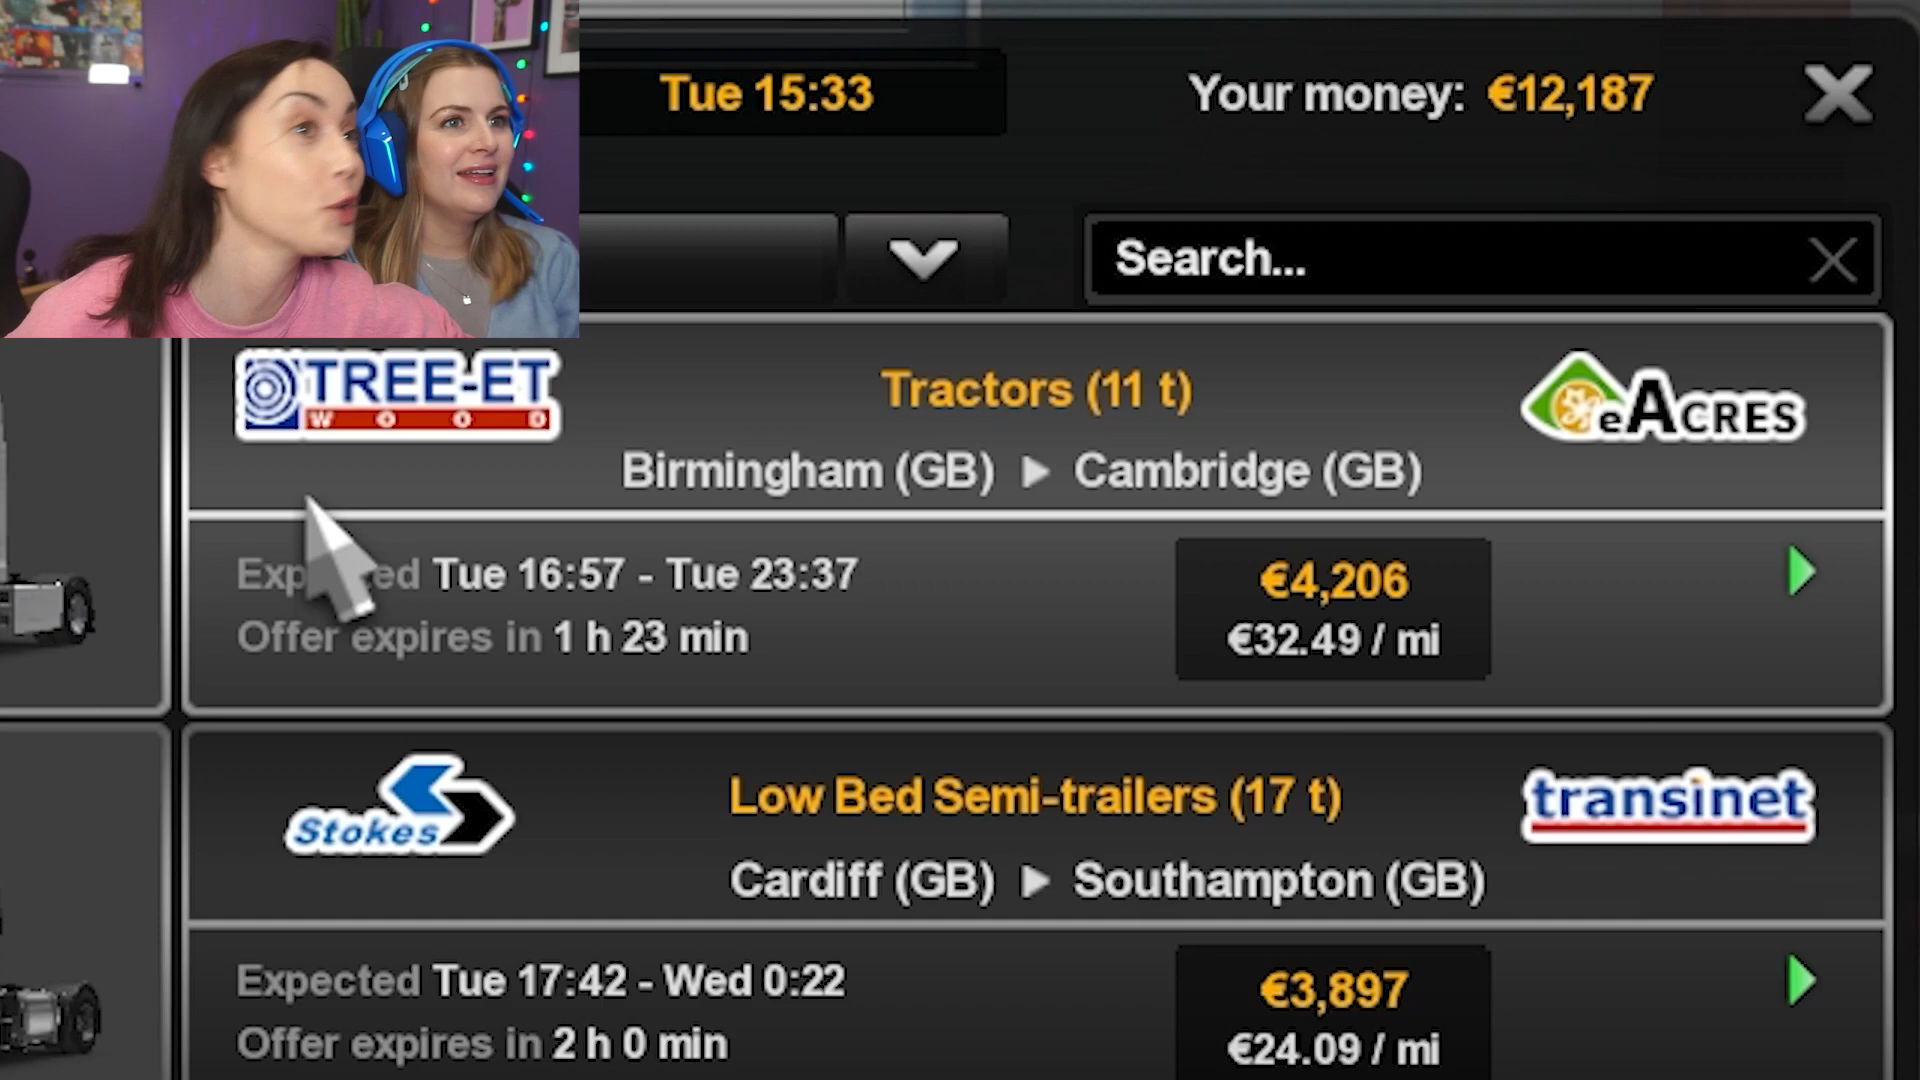 Tue 15:33
Your money: €12,187
Search...
TREE-ET
WOOD
Tractors (11 t)
eAcres
Birmingham (GB) ▶ Cambridge (GB)
Expected Tue 16:57 - Tue 23:37
€4,206
Offer expires in 1 h 23 min
€32.49 / mi
Stokes
Low Bed Semi-trailers (17 t)
transinet
Cardiff (GB) ▶ Southampton (GB)
Expected Tue 17:42 - Wed 0:22
€3,897
Offer expires in 2 h 0 min
€24.09 / mi